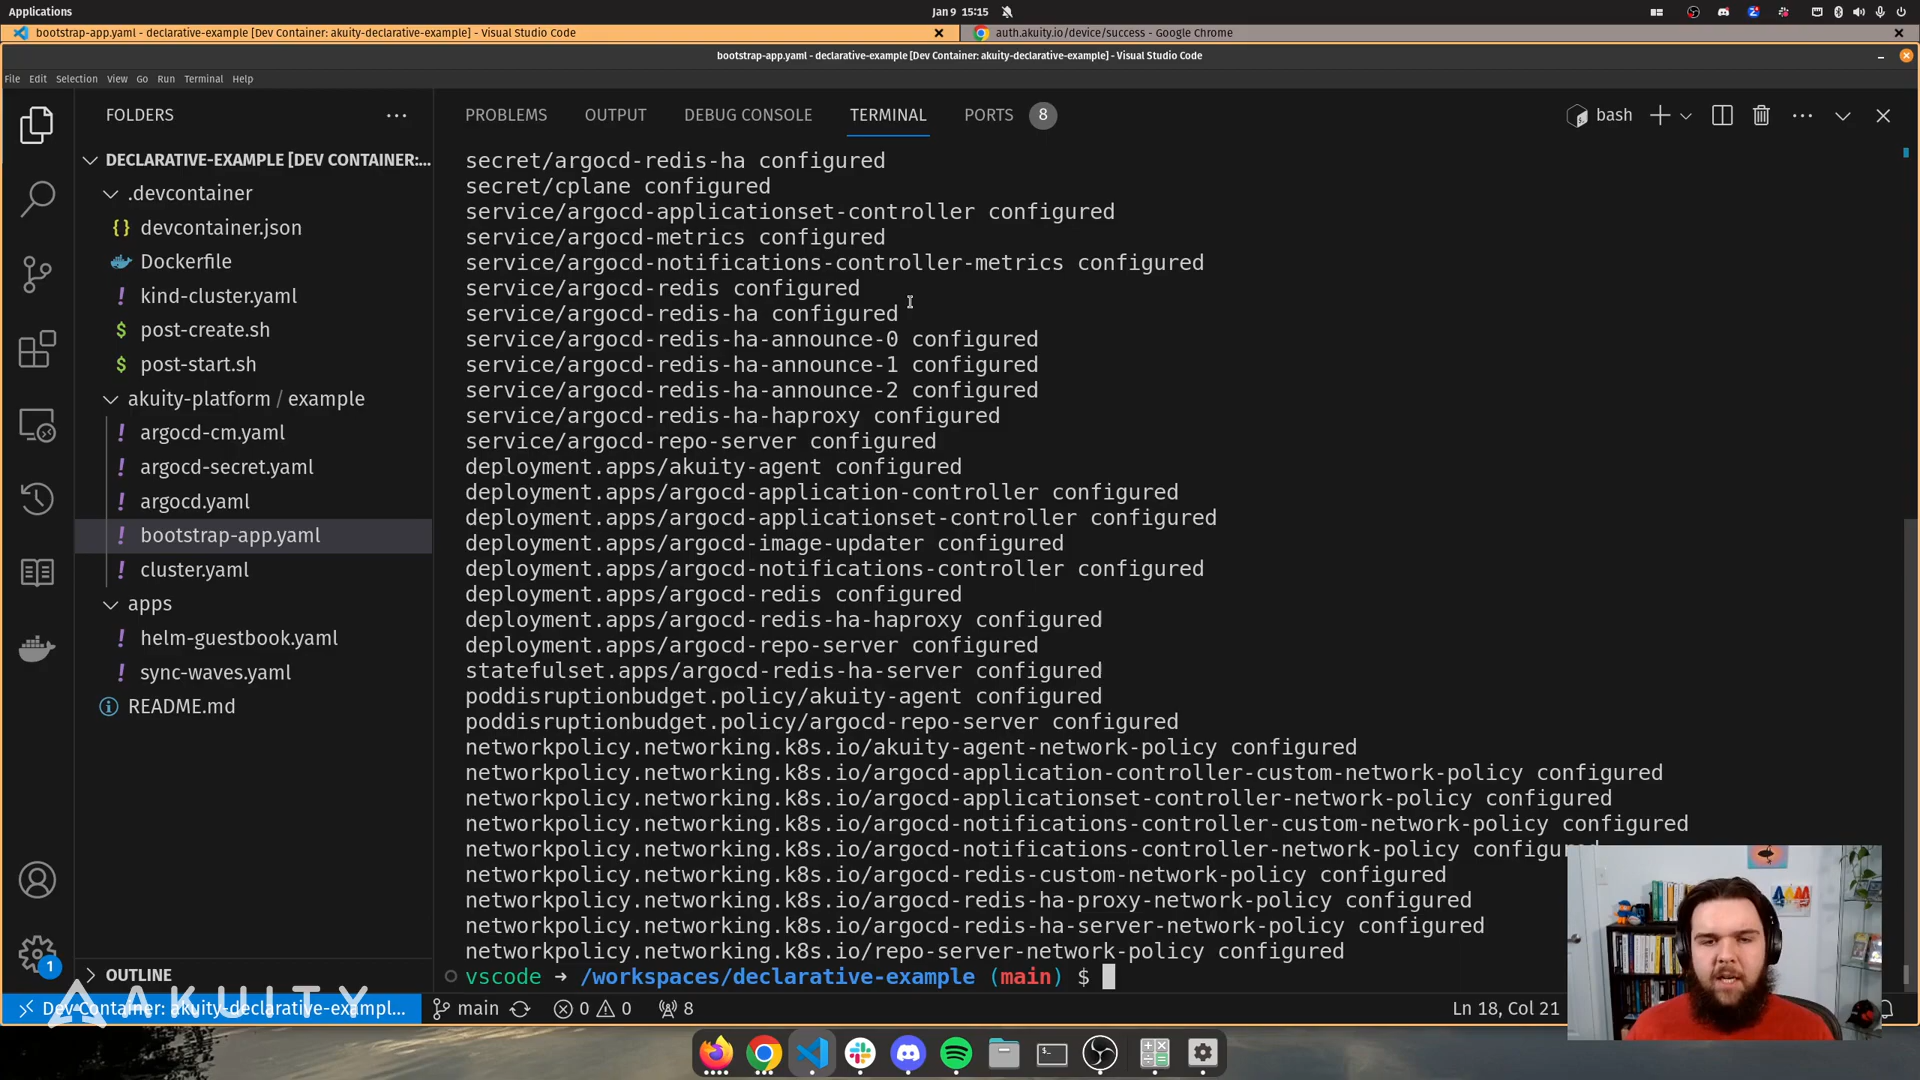 Applications
Jan 9 15:15
bootstrap-app.yaml - declarative-example [Dev Container: akuity-declarative-example] - Visual Studio Code
auth.akuity.io/device/success - Google Chrome
bootstrap-app.yaml - declarative-example [Dev Container: akuity-declarative-example] - Visual Studio Code
File Edit Selection View Go Run Terminal Help
FOLDERS
PROBLEMS OUTPUT DEBUG CONSOLE TERMINAL PORTS 8
bash
DECLARATIVE-EXAMPLE [DEV CONTAINER:...
.devcontainer
devcontainer.json
Dockerfile
kind-cluster.yaml
post-create.sh
post-start.sh
akuity-platform / example
argocd-cm.yaml
argocd-secret.yaml
argocd.yaml
bootstrap-app.yaml
cluster.yaml
apps
helm-guestbook.yaml
sync-waves.yaml
README.md
OUTLINE
secret/argocd-redis-ha configured
secret/cplane configured
service/argocd-applicationset-controller configured
service/argocd-metrics configured
service/argocd-notifications-controller-metrics configured
service/argocd-redis configured
service/argocd-redis-ha configured
service/argocd-redis-ha-announce-0 configured
service/argocd-redis-ha-announce-1 configured
service/argocd-redis-ha-announce-2 configured
service/argocd-redis-ha-haproxy configured
service/argocd-repo-server configured
deployment.apps/akuity-agent configured
deployment.apps/argocd-application-controller configured
deployment.apps/argocd-applicationset-controller configured
deployment.apps/argocd-image-updater configured
deployment.apps/argocd-notifications-controller configured
deployment.apps/argocd-redis configured
deployment.apps/argocd-redis-ha-haproxy configured
deployment.apps/argocd-repo-server configured
statefulset.apps/argocd-redis-ha-server configured
poddisruptionbudget.policy/akuity-agent configured
poddisruptionbudget.policy/argocd-repo-server configured
networkpolicy.networking.k8s.io/akuity-agent-network-policy configured
networkpolicy.networking.k8s.io/argocd-application-controller-custom-network-policy configured
networkpolicy.networking.k8s.io/argocd-applicationset-controller-network-policy configured
networkpolicy.networking.k8s.io/argocd-notifications-controller-custom-network-policy configured
networkpolicy.networking.k8s.io/argocd-notifications-controller-network-policy configured
networkpolicy.networking.k8s.io/argocd-redis-custom-network-policy configured
networkpolicy.networking.k8s.io/argocd-redis-ha-proxy-network-policy configured
networkpolicy.networking.k8s.io/argocd-redis-ha-server-network-policy configured
networkpolicy.networking.k8s.io/repo-server-network-policy configured
vscode ➜ /workspaces/declarative-example (main) $
1
AKUITY
Dev Container: akuity-declarative-exampl...
main
0 0
8
Ln 18, Col 21